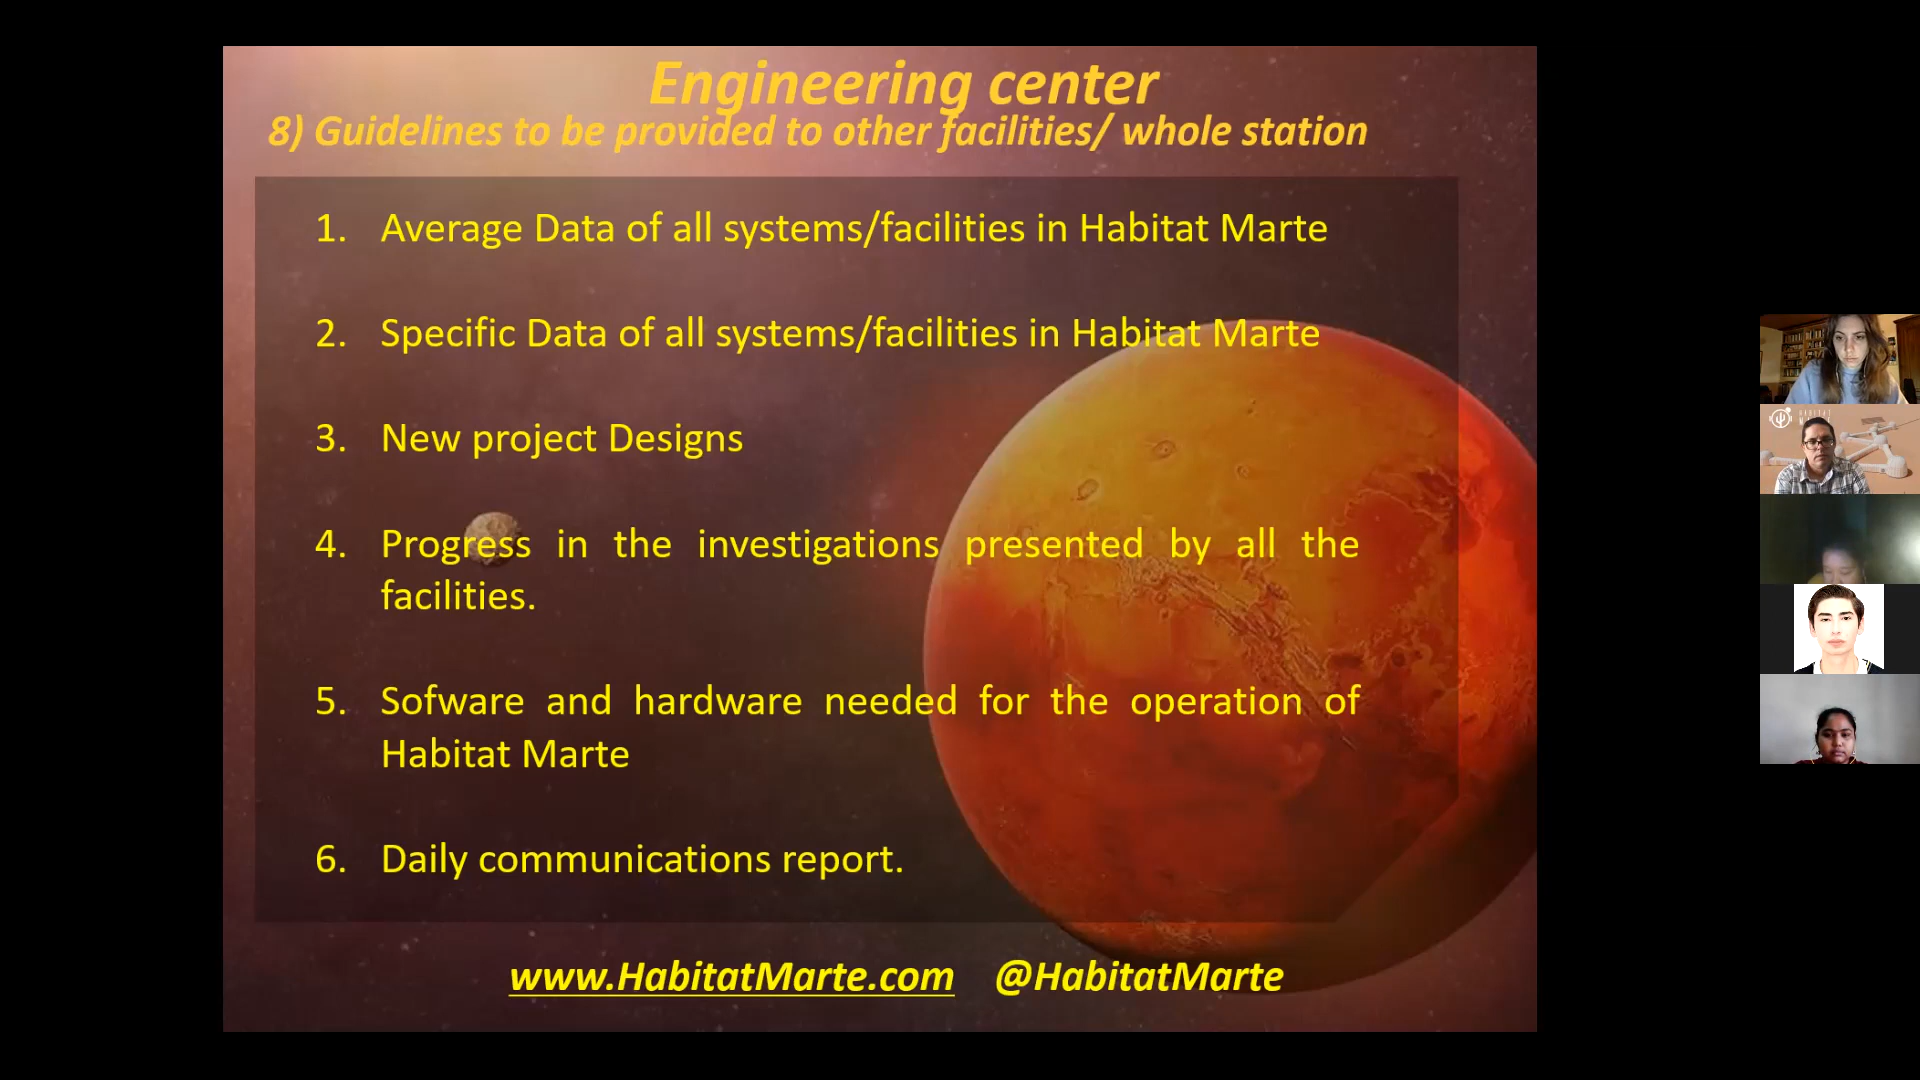 Engineering center
8) Guidelines to be provided to other facilities/ whole station
1. Average Data of all systems/facilities in Habitat Marte
2. Specific Data of all systems/facilities in Habitat Marte
3. New project Designs
4. Progress in the investigations presented by all the
facilities.
5. Sofware and hardware needed for the operation of
Habitat Marte
6. Daily communications report.
www.HabitatMarte.com @HabitatMarte